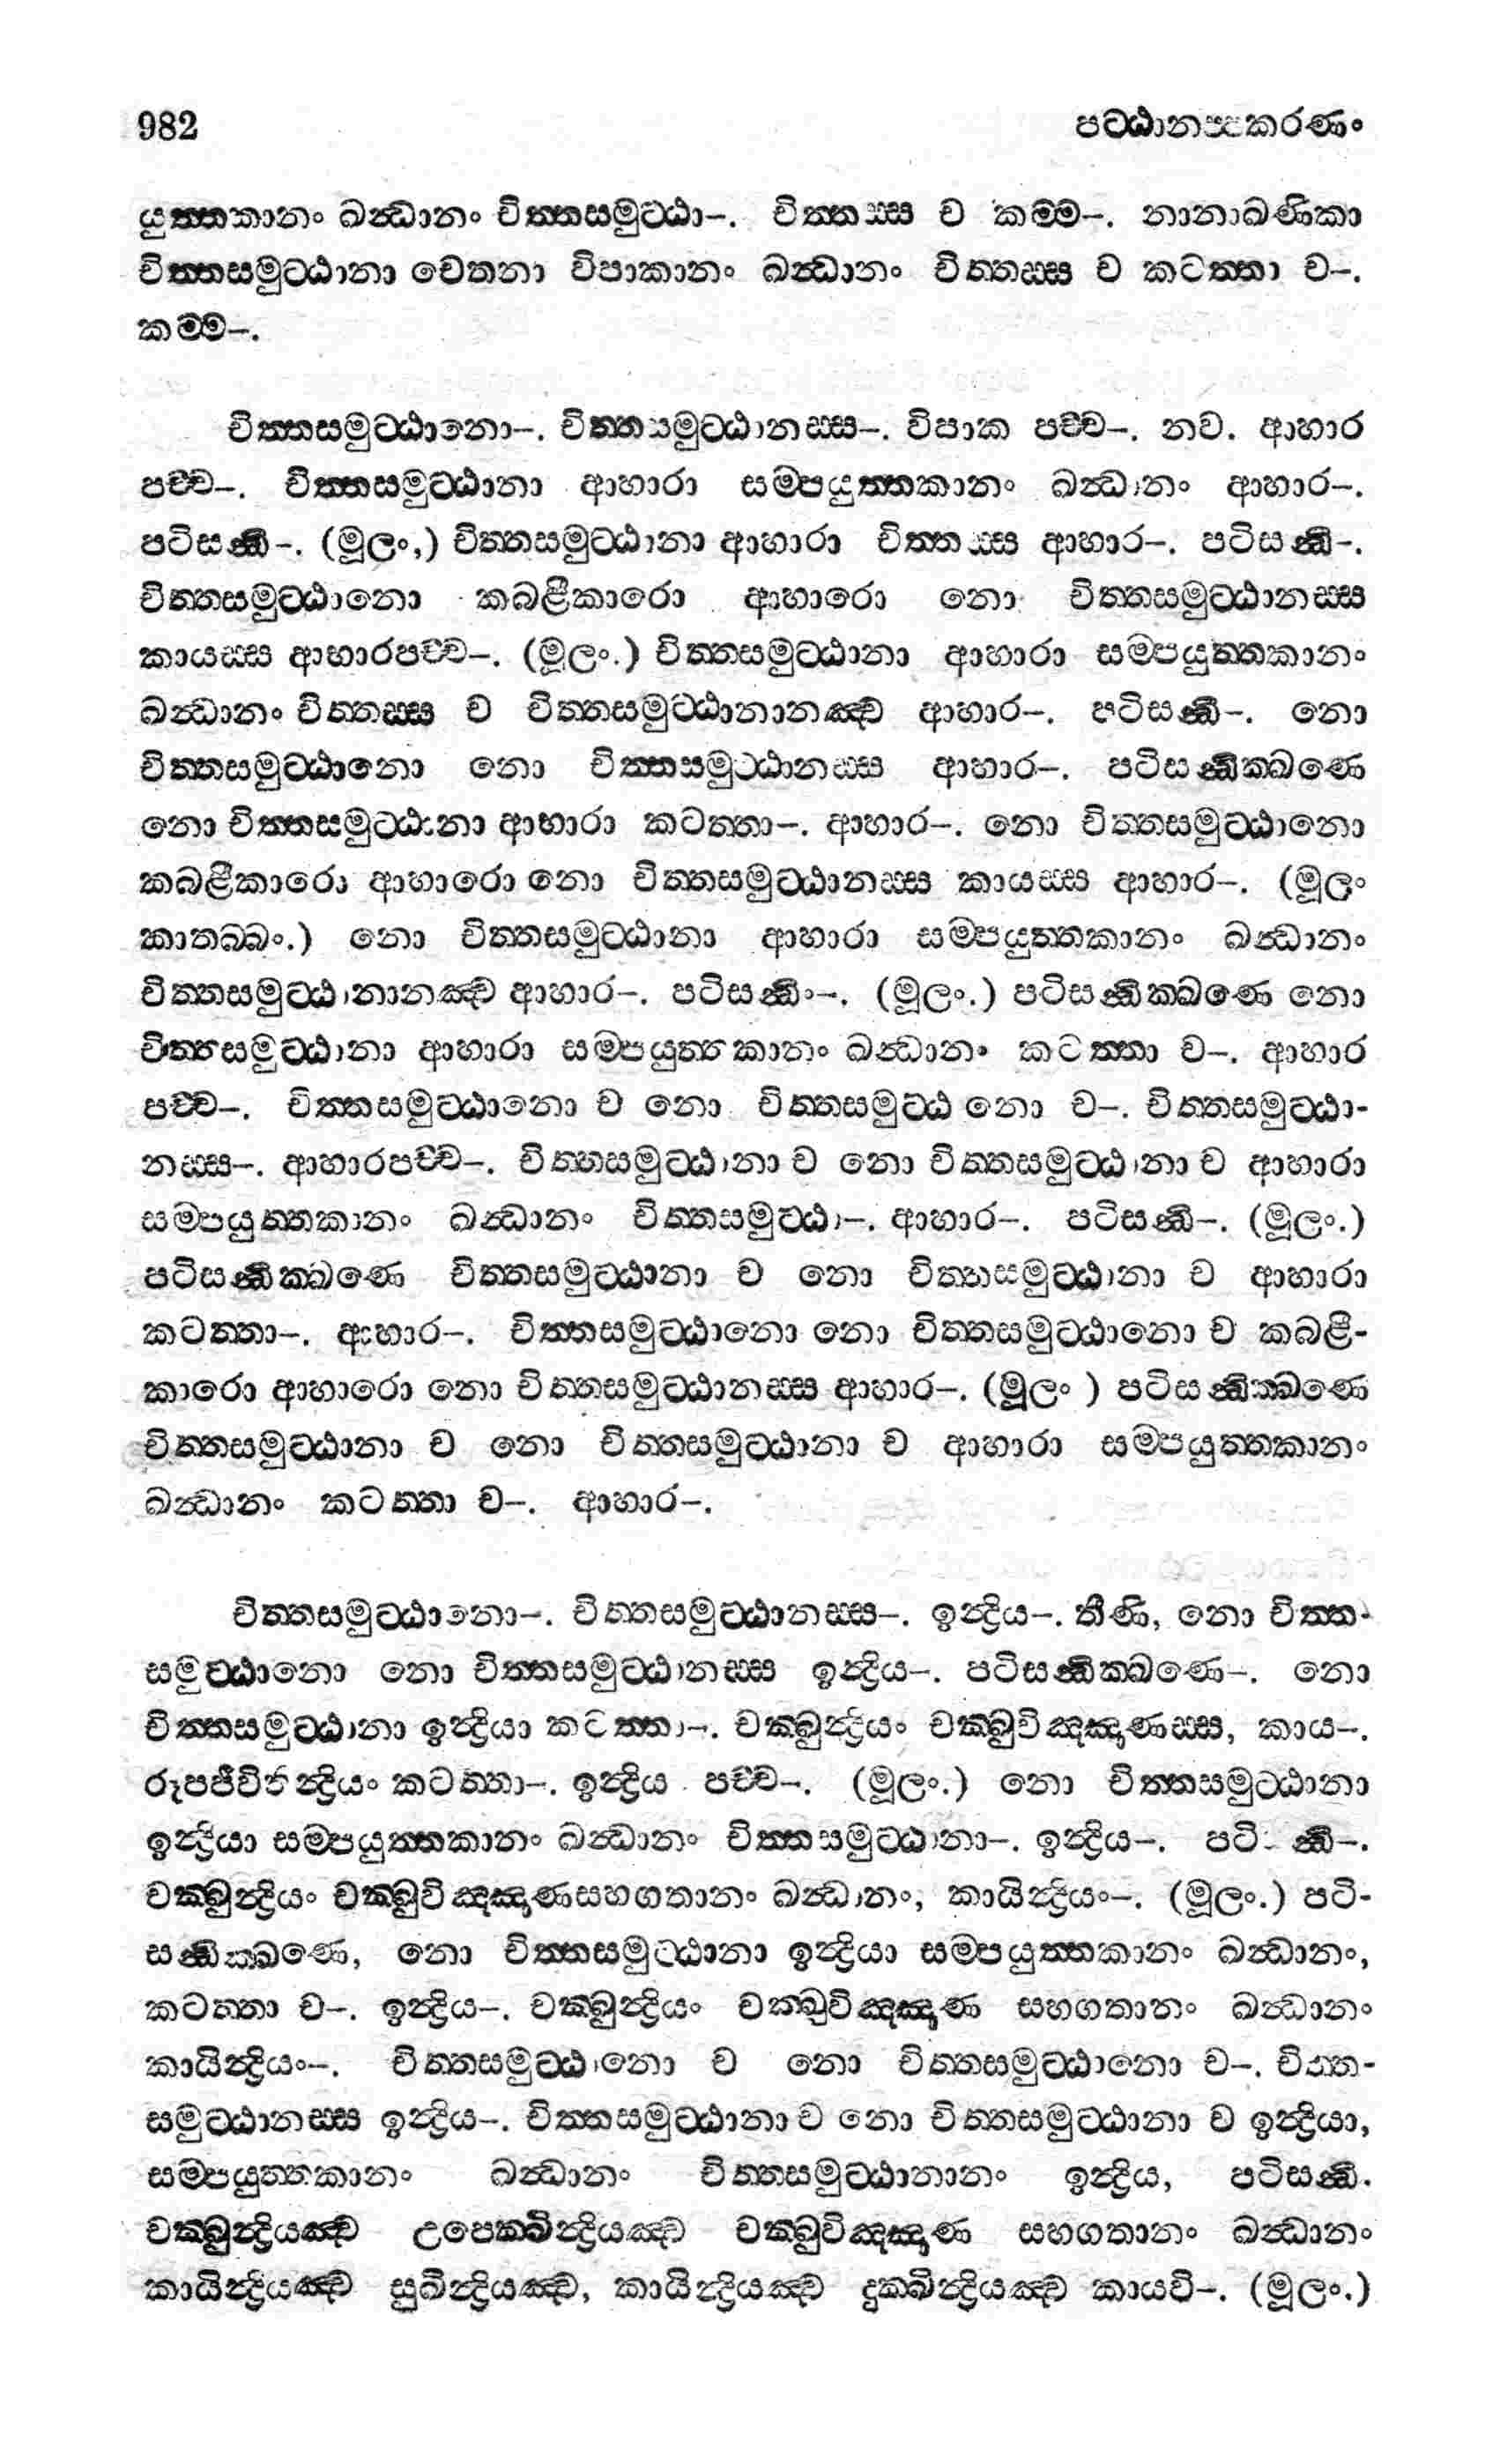 982 පට්ඨානප්පකරණං
යුත්තකානං ඛන්ධානං චිත්තසමුට්ඨා–. චිත්තස්ස ච කම්ම–. නානාඛණිකා
චිත්තසමුට්ඨානා චෙතනා විපාකානං ඛන්ධානං චිත්තස්ස ච කටත්තා ච–.
කම්ම–.
චිත්තසමුට්ඨානො–. චිත්තසමුට්ඨානස්ස–. විපාක පච්ච–. නව. ආහාර
පච්ච–. චිත්තසමුට්ඨානා ආහාරා සම්පයුත්තකානං ඛන්ධානං ආහාර–.
පටිසන්ධි–. (මූලං,) චිත්තසමුට්ඨානා ආහාරා චිත්තස්ස ආහාර–. පටිසන්ධි–.
චිත්තසමුට්ඨානො කබළීකාරො ආහාරො නො චිත්තසමුට්ඨානස්ස
කායස්ස ආහාරපච්ච–. (මූලං.) චිත්තසමුට්ඨානා ආහාරා සම්පයුත්තකානං
ඛන්ධානං චිත්තස්ස ච චිත්තසමුට්ඨානානඤ්ච ආහාර–. පටිසන්ධි–. නො
චිත්තසමුට්ඨානො නො චිත්තසමුට්ඨානස්ස ආහාර–. පටිසන්ධික්ඛණෙ
නො චිත්තසමුට්ඨානා ආහාරා කටත්තා–. ආහාර–. නො චිත්තසමුට්ඨානො
කබළීකාරො ආහාරො නො චිත්තසමුට්ඨානස්ස කායස්ස ආහාර–. (මූලං
කාතබ්බං.) නො චිත්තසමුට්ඨානා ආහාරා සම්පයුත්තකානං ඛන්ධානං
චිත්තසමුට්ඨානානඤ්ච ආහාර–. පටිසන්ධිං–. (මූලං.) පටිසන්ධික්ඛණෙ නො
චිත්තසමුට්ඨානා ආහාරා සම්පයුත්තකානං ඛන්ධානං කටත්තා ච–. ආහාර
පච්ච–. චිත්තසමුට්ඨානො ච නො චිත්තසමුට්ඨ නො ච–. චිත්තසමුට්ඨා-
නස්ස–. ආහාරපච්ච–. චිත්තසමුට්ඨානා ච නො චිත්තසමුට්ඨානා ච ආහාරා
සම්පයුත්තකානං ඛන්ධානං චිත්තසමුට්ඨා–. ආහාර–. පටිසන්ධි–. (මූලං.)
පටිසන්ධික්ඛණෙ චිත්තසමුට්ඨානා ච නො චිත්තසමුට්ඨානා ච ආහාරා
කටත්තා–. ආහාර–. චිත්තසමුට්ඨානො නො චිත්තසමුට්ඨානො ච කබළී-
කාරො ආහාරො නො චිත්තසමුට්ඨානස්ස ආහාර–. (මූලං ) පටිසන්ධික්ඛණෙ
චිත්තසමුට්ඨානා ච නො චිත්තසමුට්ඨානා ච ආහාරා සම්පයුත්තකානං
ඛන්ධානං කටත්තා ච–. ආහාර–.
චිත්තසමුට්ඨානො–. චිත්තසමුට්ඨානස්ස–. ඉන්ද්‍රිය–. තීණි, නො චිත්ත-
සමුට්ඨානො නො චිත්තසමුට්ඨානස්ස ඉන්ද්‍රිය–. පටිසන්ධික්ඛණෙ–. නො
චිත්තසමුට්ඨානා ඉන්ද්‍රියා කටත්තා–. චක්ඛුන්ද්‍රියං චක්ඛුවිඤ්ඤණස්ස, කාය–.
රූපජීවිතින්ද්‍රියං කටත්තා–. ඉන්ද්‍රිය පච්ච–. (මූලං.) නො චිත්තසමුට්ඨානා
ඉන්ද්‍රියා සම්පයුත්තකානං ඛන්ධානං චිත්තසමුට්ඨානා–. ඉන්ද්‍රිය–. පටි න්ධි–.
චක්ඛුන්ද්‍රියං චක්ඛුවිඤ්ඤණසහගතානං ඛන්ධානං, කායින්ද්‍රියං–. (මූලං.) පටි-
සන්ධික්ඛණෙ, නො චිත්තසමුට්ඨානා ඉන්ද්‍රියා සම්පයුත්තකානං ඛන්ධානං,
කටත්තා ච–. ඉන්ද්‍රිය–. චක්ඛුන්ද්‍රියං චක්ඛුවිඤ්ඤණ සහගතානං ඛන්ධානං
කායින්ද්‍රියං–. චිත්තසමුට්ඨානො ච නො චිත්තසමුට්ඨානො ච–. චිත්ත-
සමුට්ඨානස්ස ඉන්ද්‍රිය–. චිත්තසමුට්ඨානා ච නො චිත්තසමුට්ඨානා ච ඉන්ද්‍රියා,
සම්පයුත්තකානං ඛන්ධානං චිත්තසමුට්ඨානානං ඉන්ද්‍රිය, පටිසන්ධි.
චක්ඛුන්ද්‍රියඤ්ච උපෙක්ඛින්ද්‍රියඤ්ච චක්ඛුවිඤ්ඤණ සහගතානං ඛන්ධානං
කායින්ද්‍රියඤ්ච සුඛින්ද්‍රියඤ්ච, කායින්ද්‍රියඤ්ච දුක්ඛින්ද්‍රියඤ්ච කායවි–. (මූලං.)